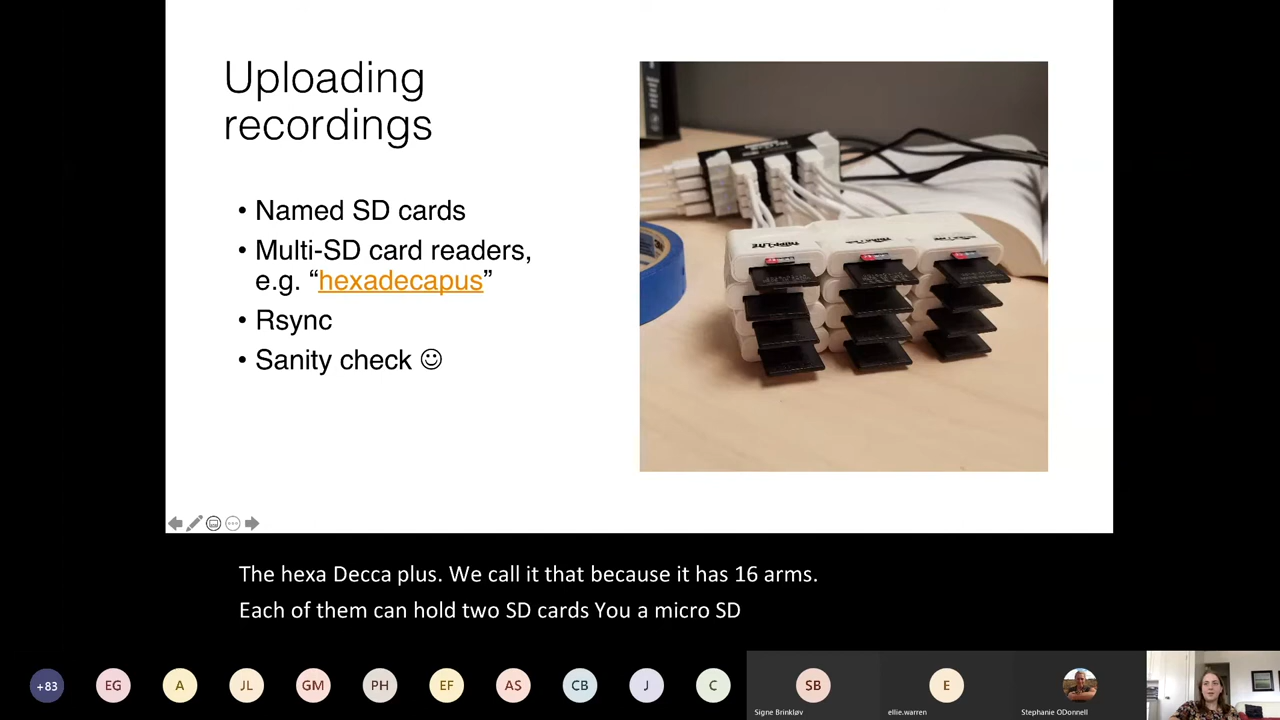 Uploading
recordings
• Named SD cards
• Multi-SD card readers,
e.g. “hexadecapus”
• Rsync
• Sanity check ☺
The hexa Decca plus. We call it that because it has 16 arms.
Each of them can hold two SD cards You a micro SD
+83
EG
A
JL
GM
PH
EF
AS
CB
J
C
SB
E
Signe Brinkløv
ellie.warren
Stephanie ODonnell